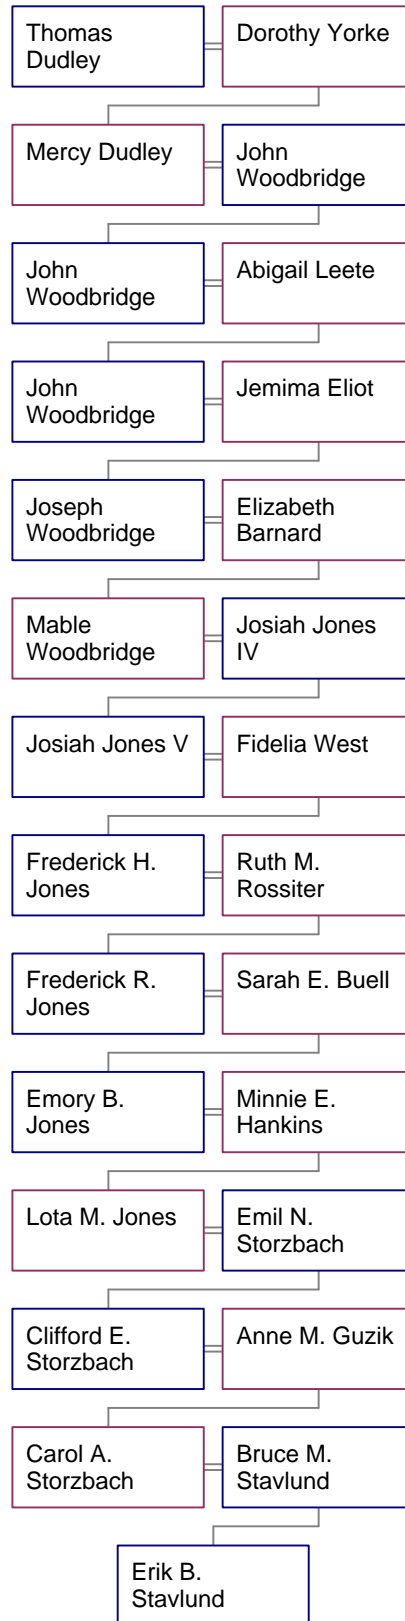 Thomas
Dudley
Dorothy Yorke
Mercy Dudley
John
Woodbridge
John
Woodbridge
Abigail Leete
John
Woodbridge
Jemima Eliot
Joseph
Woodbridge
Elizabeth
Barnard
Mable
Woodbridge
Josiah Jones
IV
Josiah Jones V
Fidelia West
Frederick H.
Jones
Ruth M.
Rossiter
Frederick R.
Jones
Sarah E. Buell
Emory B.
Jones
Minnie E.
Hankins
Lota M. Jones
Emil N.
Storzbach
Clifford E.
Storzbach
Anne M. Guzik
Carol A.
Storzbach
Bruce M.
Stavlund
Erik B.
Stavlund